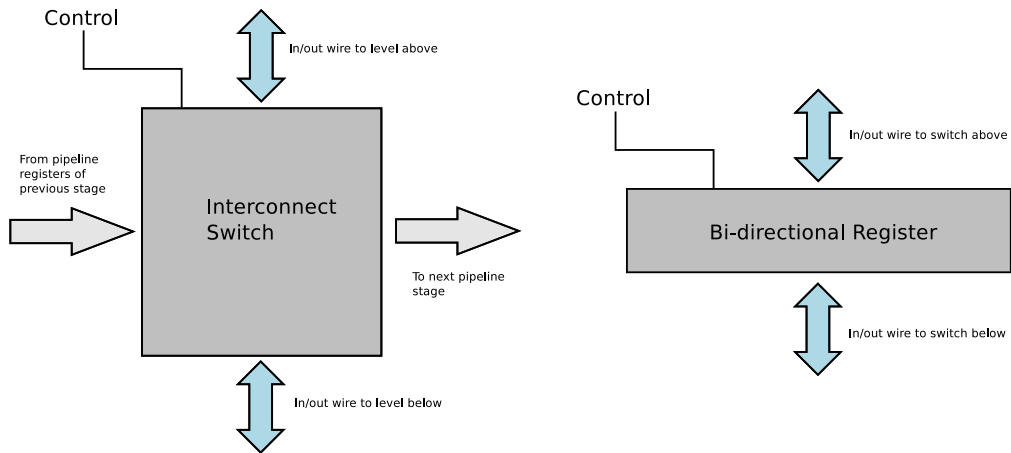 Control
In/out wire to level above
From pipeline
registers of
previous stage
Interconnect
Switch
To next pipeline
stage
In/out wire to level below
Control
In/out wire to switch above
Bi-directional Register
In/out wire to switch below